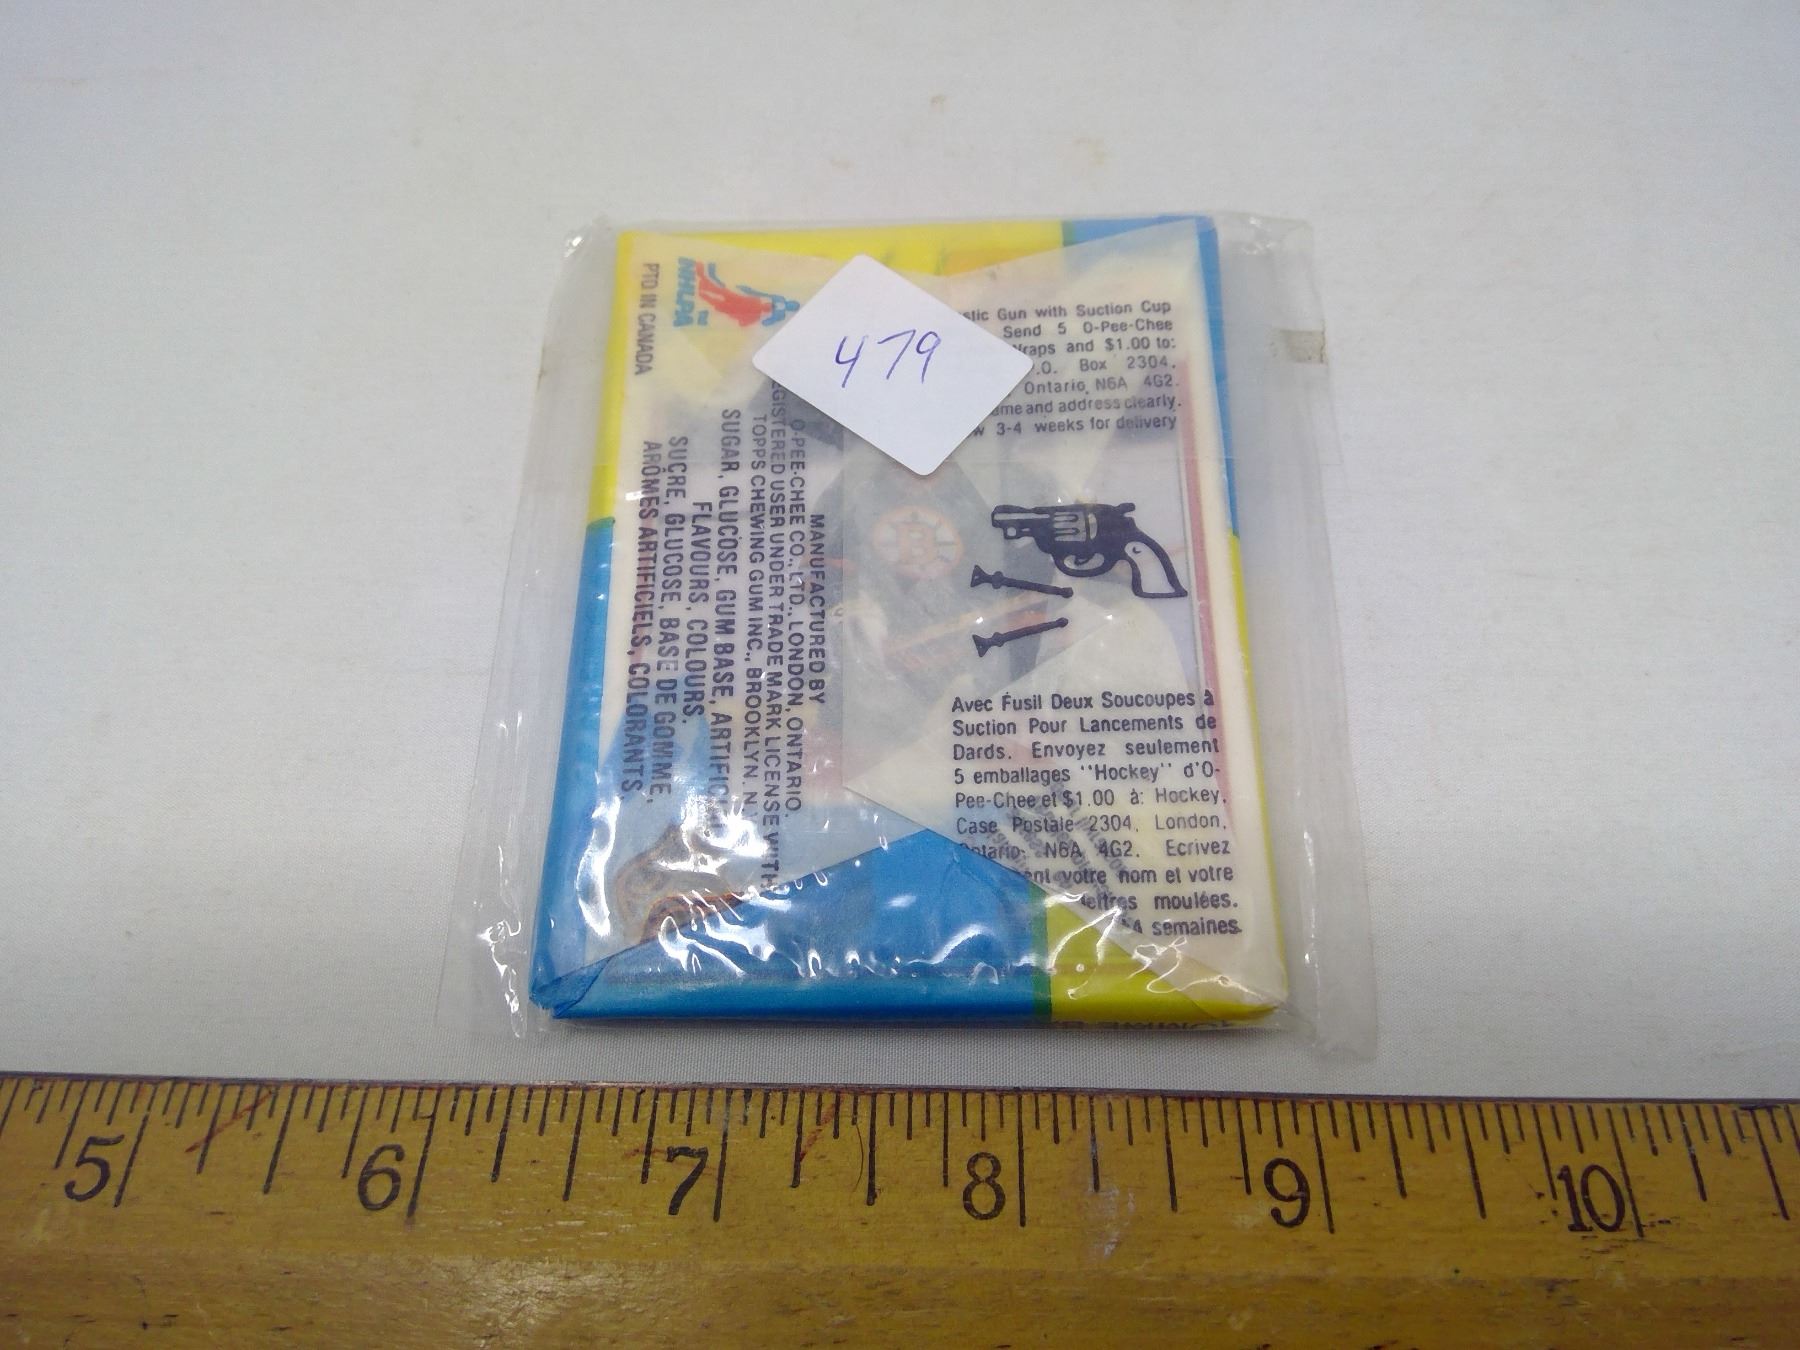 479
stic Gun with Suction Cup
Send 5 O-Pee-Chee
Wraps and $1.00 to:
.O. Box 2304,
Ontario, N6A 4G2.
ame and address clearly.
w 3-4 weeks for delivery
Avec Fusil Deux Soucoupes à
Suction Pour Lancements de
Dards. Envoyez seulement
5 emballages "Hockey" d'O-
Pee-Chee et $1.00 à: Hockey,
Case Postale 2304, London,
Ontario, N6A 4G2. Ecrivez
ent votre nom et votre
lettres moulées.
semaines.
MANUFACTURED BY
O-PEE-CHEE CO., LTD., LONDON, ONTARIO.
EGISTERED USER UNDER TRADE MARK LICENSE WITH
TOPPS CHEWING GUM INC., BROOKLYN, N.Y.
SUGAR, GLUCOSE, GUM BASE, ARTIFICIAL
FLAVOURS, COLOURS.
SUCRE, GLUCOSE, BASE DE GOMME,
ARÔMES ARTIFICIELS, COLORANTS.
NHLPA
PTD. IN CANADA
B
5 6 7 8 9 10